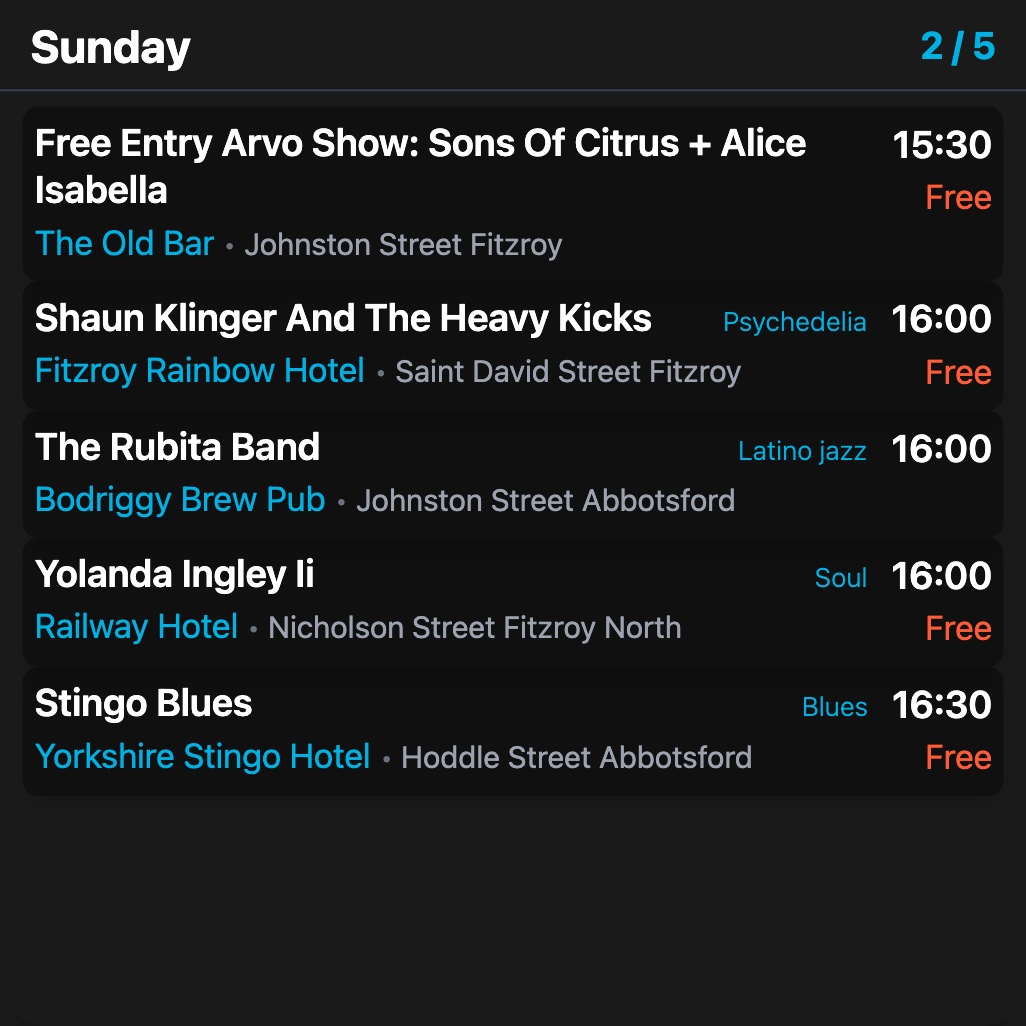 Sunday 2 / 5
Free Entry Arvo Show: Sons Of Citrus + Alice 15:30
Isabella Free
The Old Bar • Johnston Street Fitzroy
Shaun Klinger And The Heavy Kicks Psychedelia 16:00
Fitzroy Rainbow Hotel • Saint David Street Fitzroy Free
The Rubita Band Latino jazz 16:00
Bodriggy Brew Pub • Johnston Street Abbotsford
Yolanda Ingley Ii Soul 16:00
Railway Hotel • Nicholson Street Fitzroy North Free
Stingo Blues Blues 16:30
Yorkshire Stingo Hotel • Hoddle Street Abbotsford Free